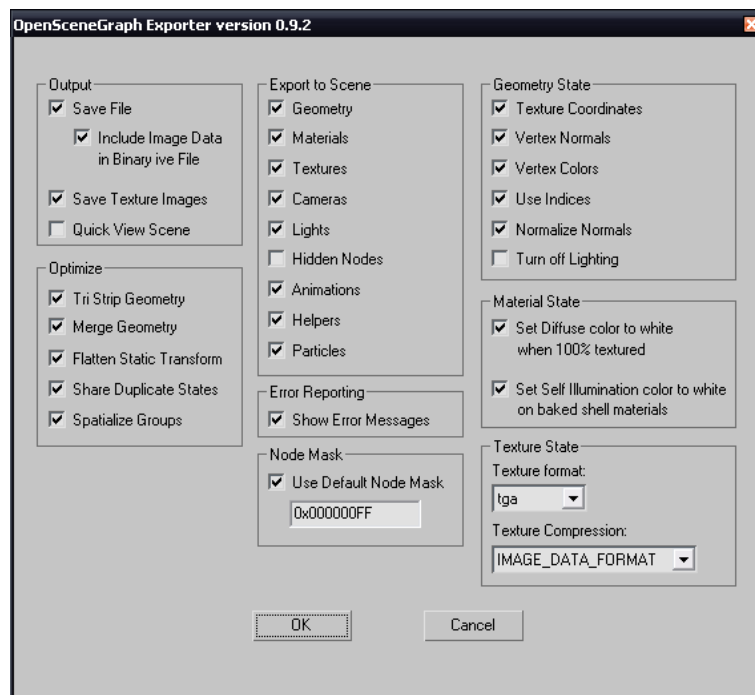 OpenSceneGraph Exporter version 0.9.2
Output
Save File
Include Image Data
in Binary ive File
Save Texture Images
Quick View Scene
Optimize
Tri Strip Geometry
Merge Geometry
Flatten Static Transform
Share Duplicate States
Spatialize Groups
Export to Scene
Geometry
Materials
Textures
Cameras
Lights
Hidden Nodes
Animations
Helpers
Particles
Error Reporting
Show Error Messages
Node Mask
Use Default Node Mask
0x000000FF
Geometry State
Texture Coordinates
Vertex Normals
Vertex Colors
Use Indices
Normalize Normals
Turn off Lighting
Material State
Set Diffuse color to white
when 100% textured
Set Self Illumination color to white
on baked shell materials
Texture State
Texture format:
tga
Texture Compression:
IMAGE_DATA_FORMAT
OK
Cancel